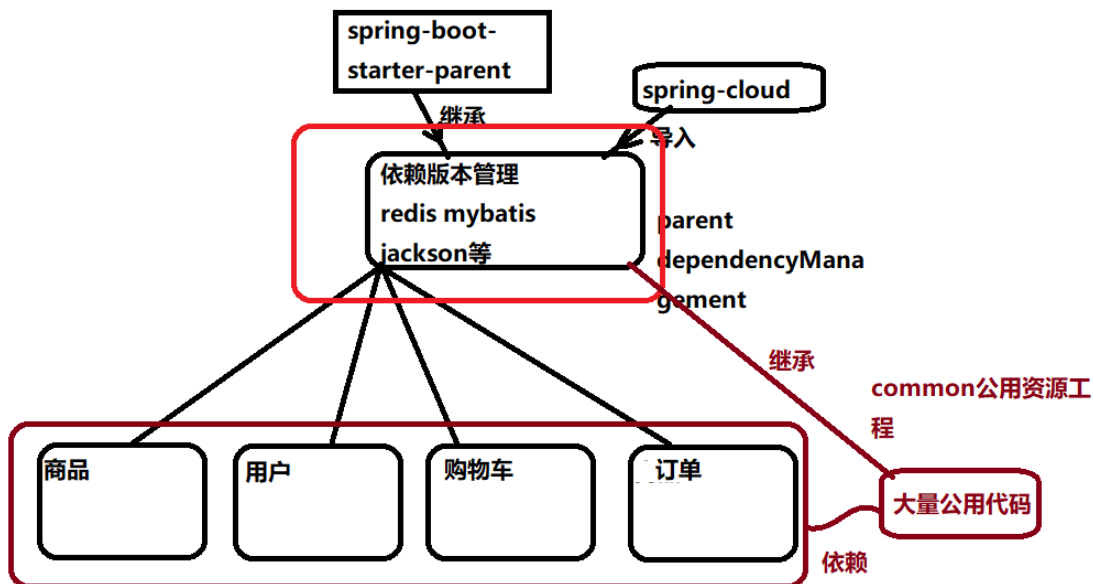 spring-boot-
starter-parent
spring-cloud
继承
导入
依赖版本管理
redis mybatis
jackson等
parent
dependencyMana
gement
继承
common公用资源工
程
商品
用户
购物车
订单
大量公用代码
依赖